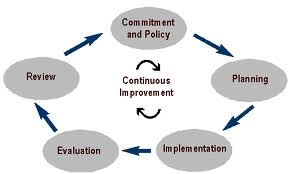 Commitment
and Policy
Review
Continuous
Improvement
Planning
Evaluation
Implementation